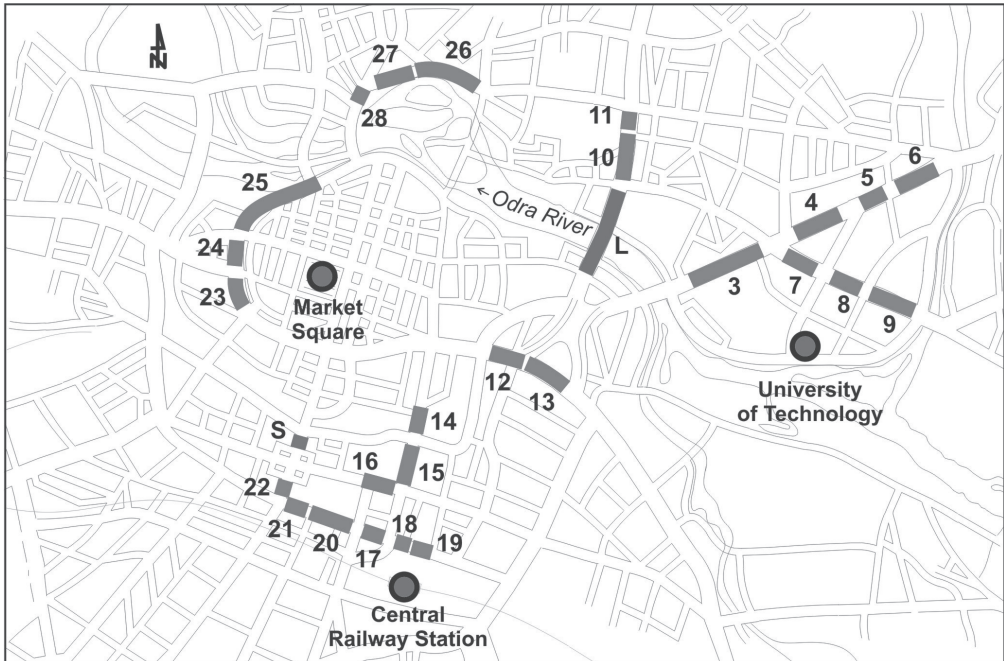 N
27
26
28
11
10
6
5
4
25
← Odra River
L
24
3
7
23
8
9
Market
Square
12
13
University
of Technology
14
S
16
15
22
18
21
20
17
19
Central
Railway Station